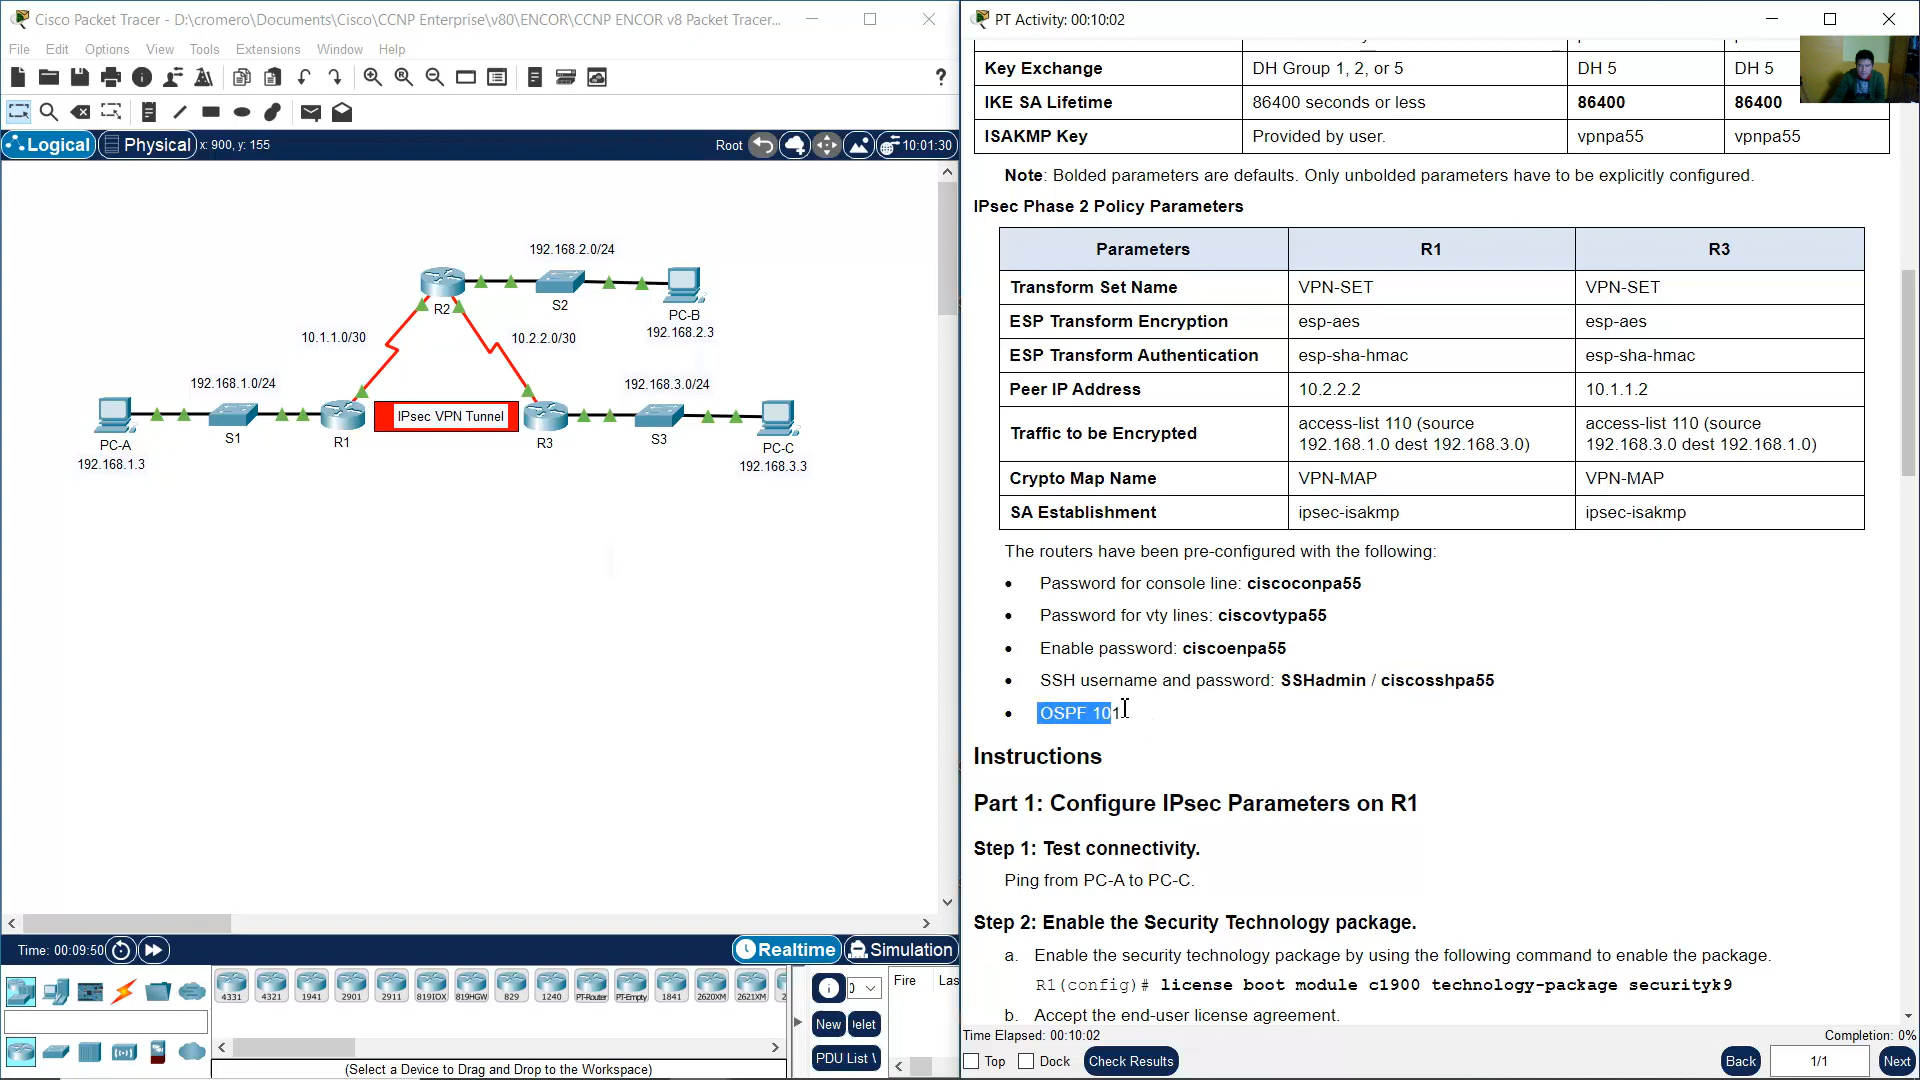 Cisco Packet Tracer - D:\cromero\Documents\Cisco\CCNP Enterprise\v80\ENCOR\CCNP ENCOR v8 Packet Tracer...
File Edit Options View Tools Extensions Window Help
?
Logical Physical x: 900, y: 155
Root 10:01:30
192.168.2.0/24
R2
S2
PC-B
192.168.2.3
10.1.1.0/30
10.2.2.0/30
192.168.1.0/24
192.168.3.0/24
IPsec VPN Tunnel
PC-A
S1
R1
R3
S3
PC-C
192.168.1.3
192.168.3.3
Time: 00:09:50
Realtime Simulation
4331 4321 1941 2901 2911 819IOX 819HGW 829 1240 PT-Router PT-Empty 1841 2620XM 2621XM
Fire Las
New
PDU List
(Select a Device to Drag and Drop to the Workspace)
PT Activity: 00:10:02
Key Exchange DH Group 1, 2, or 5 DH 5 DH 5
IKE SA Lifetime 86400 seconds or less 86400 86400
ISAKMP Key Provided by user. vpnpa55 vpnpa55
Note: Bolded parameters are defaults. Only unbolded parameters have to be explicitly configured.
IPsec Phase 2 Policy Parameters
Parameters R1 R3
Transform Set Name VPN-SET VPN-SET
ESP Transform Encryption esp-aes esp-aes
ESP Transform Authentication esp-sha-hmac esp-sha-hmac
Peer IP Address 10.2.2.2 10.1.1.2
Traffic to be Encrypted access-list 110 (source 192.168.1.0 dest 192.168.3.0) access-list 110 (source 192.168.3.0 dest 192.168.1.0)
Crypto Map Name VPN-MAP VPN-MAP
SA Establishment ipsec-isakmp ipsec-isakmp
The routers have been pre-configured with the following:
• Password for console line: ciscoconpa55
• Password for vty lines: ciscovtypa55
• Enable password: ciscoenpa55
• SSH username and password: SSHadmin / ciscosshpa55
• OSPF 101
Instructions
Part 1: Configure IPsec Parameters on R1
Step 1: Test connectivity.
Ping from PC-A to PC-C.
Step 2: Enable the Security Technology package.
a. Enable the security technology package by using the following command to enable the package.
R1(config)# license boot module c1900 technology-package securityk9
b. Accept the end-user license agreement.
Time Elapsed: 00:10:02 Completion: 0%
Top Dock Check Results Back 1/1 Next